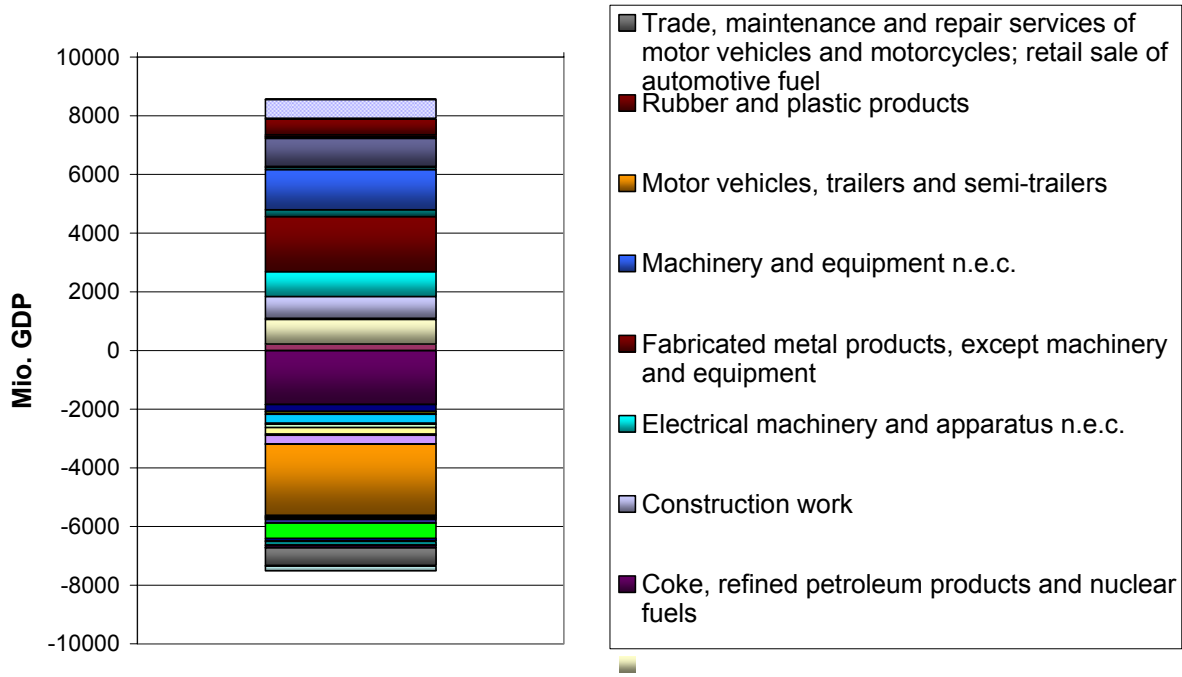 10000
8000
6000
4000
2000
0
-2000
-4000
-6000
-8000
-10000
Mio. GDP
Trade, maintenance and repair services of
motor vehicles and motorcycles; retail sale of
automotive fuel
Rubber and plastic products
Motor vehicles, trailers and semi-trailers
Machinery and equipment n.e.c.
Fabricated metal products, except machinery
and equipment
Electrical machinery and apparatus n.e.c.
Construction work
Coke, refined petroleum products and nuclear
fuels